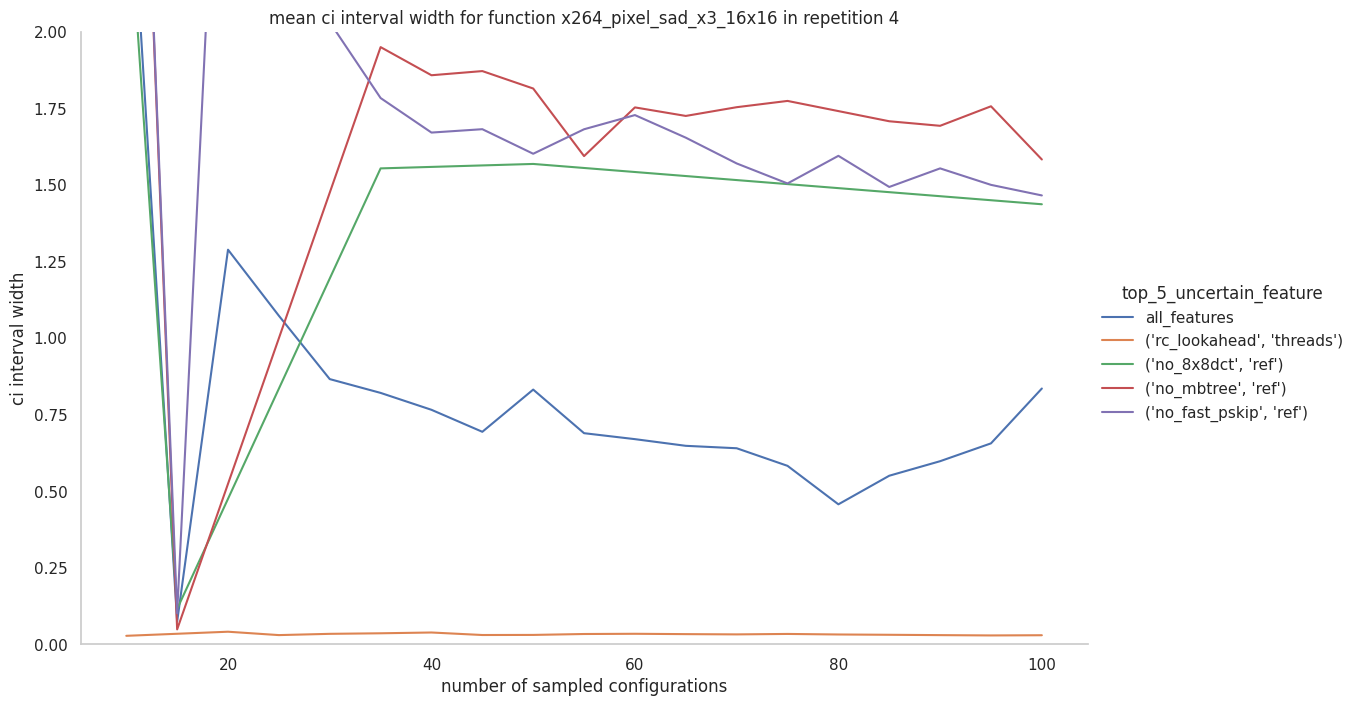 mean ci interval width for function x264_pixel_sad_x3_16x16 in repetition 4
2.00
1.75
1.50
1.25
1.00
0.75
0.50
0.25
0.00
ci interval width
20
40
60
80
100
number of sampled configurations
top_5_uncertain_feature
all_features
('rc_lookahead', 'threads')
('no_8x8dct', 'ref')
('no_mbtree', 'ref')
('no_fast_pskip', 'ref')